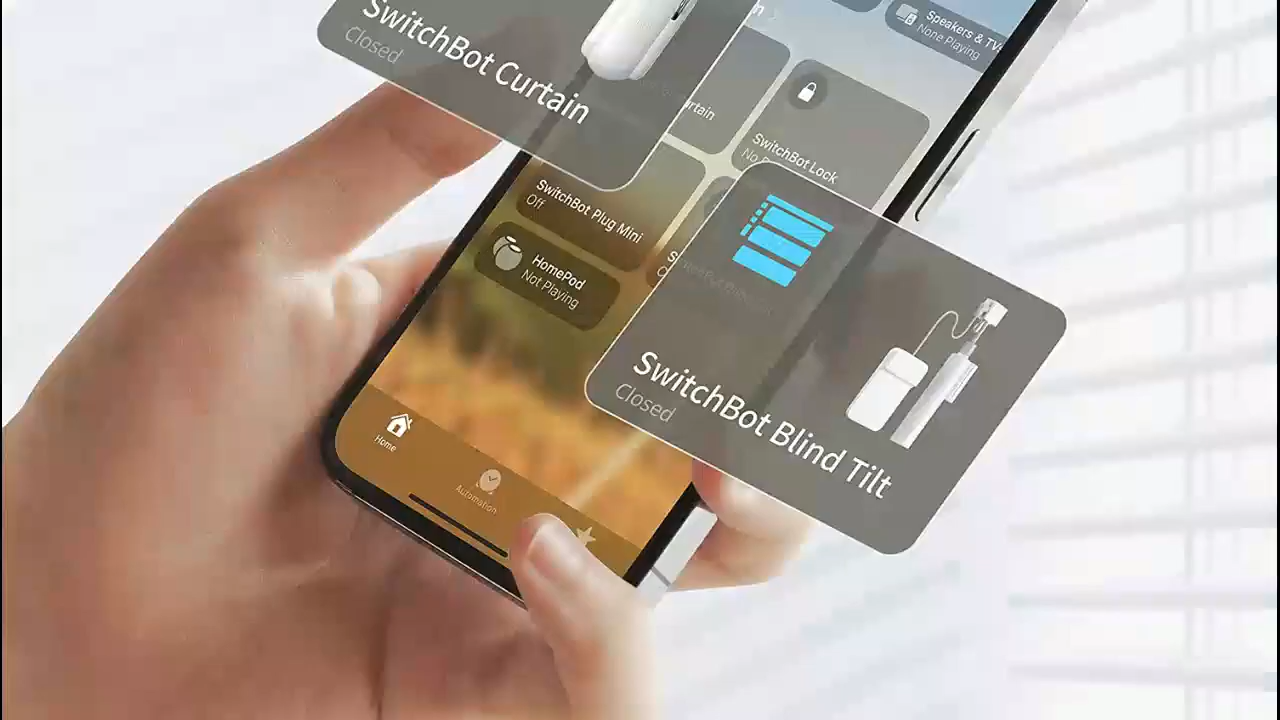 SwitchBot Curtain
Closed
Speakers & TVs
None Playing
SwitchBot Lock
SwitchBot Plug Mini
Off
HomePod
Not Playing
SwitchBot Blind Tilt
Closed
Home
Automation